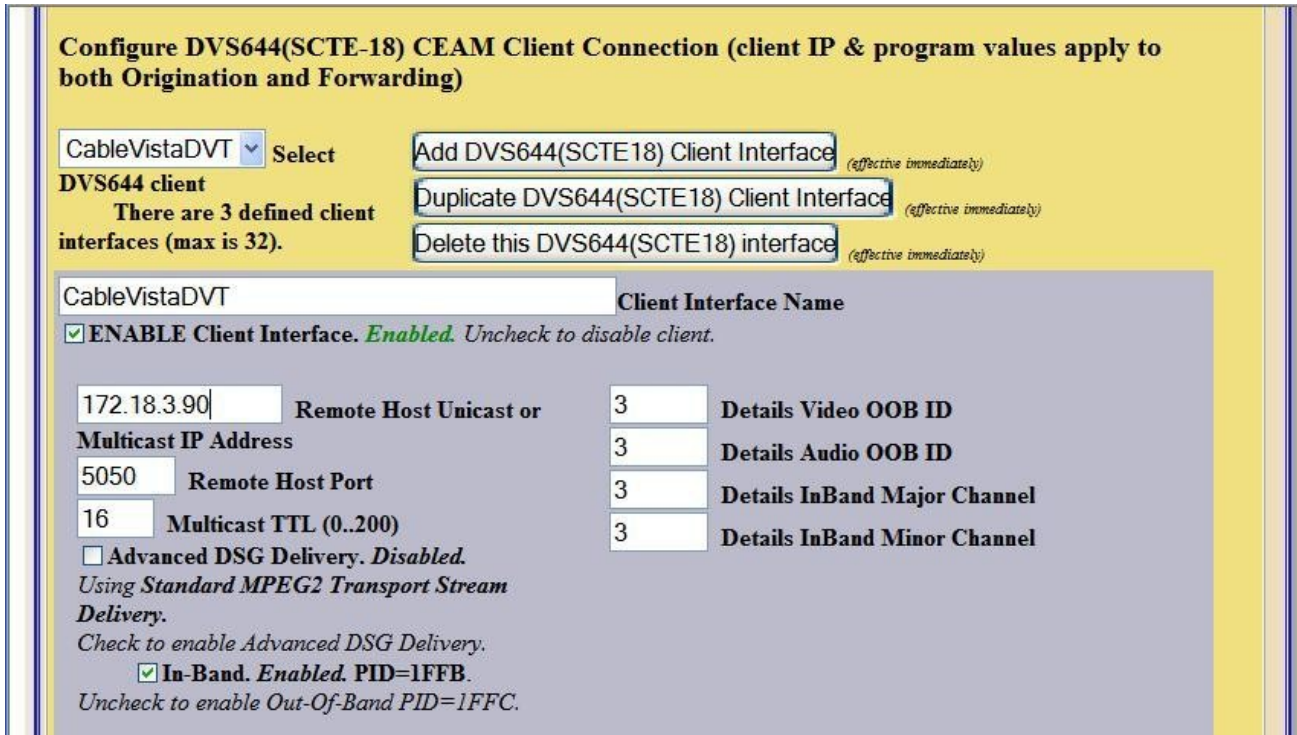 Configure DVS644(SCTE-18) CEAM Client Connection (client IP & program values apply to
both Origination and Forwarding)
CableVistaDVT Select
DVS644 client
There are 3 defined client
interfaces (max is 32).
Add DVS644(SCTE18) Client Interface (effective immediately)
Duplicate DVS644(SCTE18) Client Interface (effective immediately)
Delete this DVS644(SCTE18) interface (effective immediately)
CableVistaDVT Client Interface Name
ENABLE Client Interface. Enabled. Uncheck to disable client.
172.18.3.90 Remote Host Unicast or
Multicast IP Address
5050 Remote Host Port
16 Multicast TTL (0..200)
Advanced DSG Delivery. Disabled.
Using Standard MPEG2 Transport Stream
Delivery.
Check to enable Advanced DSG Delivery.
In-Band. Enabled. PID=1FFB.
Uncheck to enable Out-Of-Band PID=1FFC.
3 Details Video OOB ID
3 Details Audio OOB ID
3 Details InBand Major Channel
3 Details InBand Minor Channel